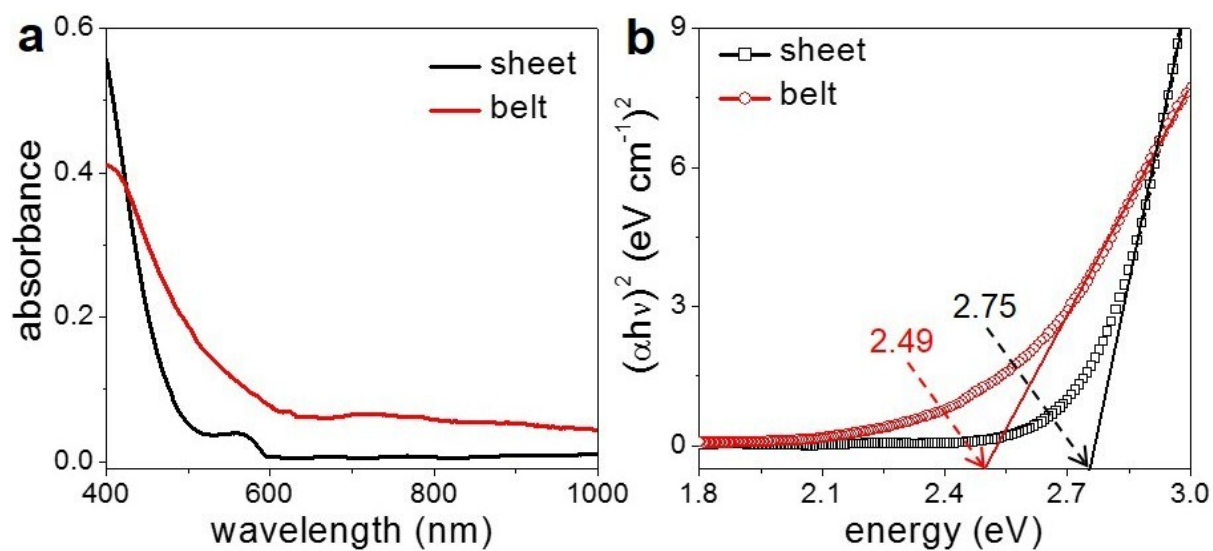 a
0.6
0.4
0.2
0.0
absorbance
sheet
belt
400
600
800
1000
wavelength (nm)
b
9
6
3
0
(αhν)² (eV cm⁻¹)²
sheet
belt
2.75
2.49
1.8
2.1
2.4
2.7
3.0
energy (eV)